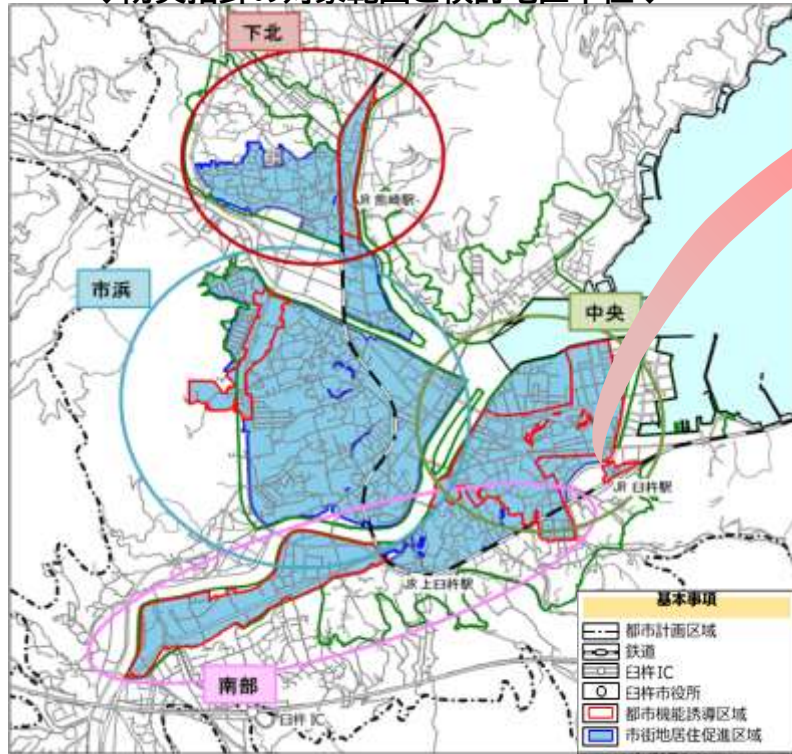 下北
JR 熊崎駅
市浜
中央
JR 臼杵駅
JR 上臼杵駅
南部
臼杵 IC
基本事項
都市計画区域
鉄道
臼杵IC
臼杵市役所
都市機能誘導区域
市街地居住促進区域